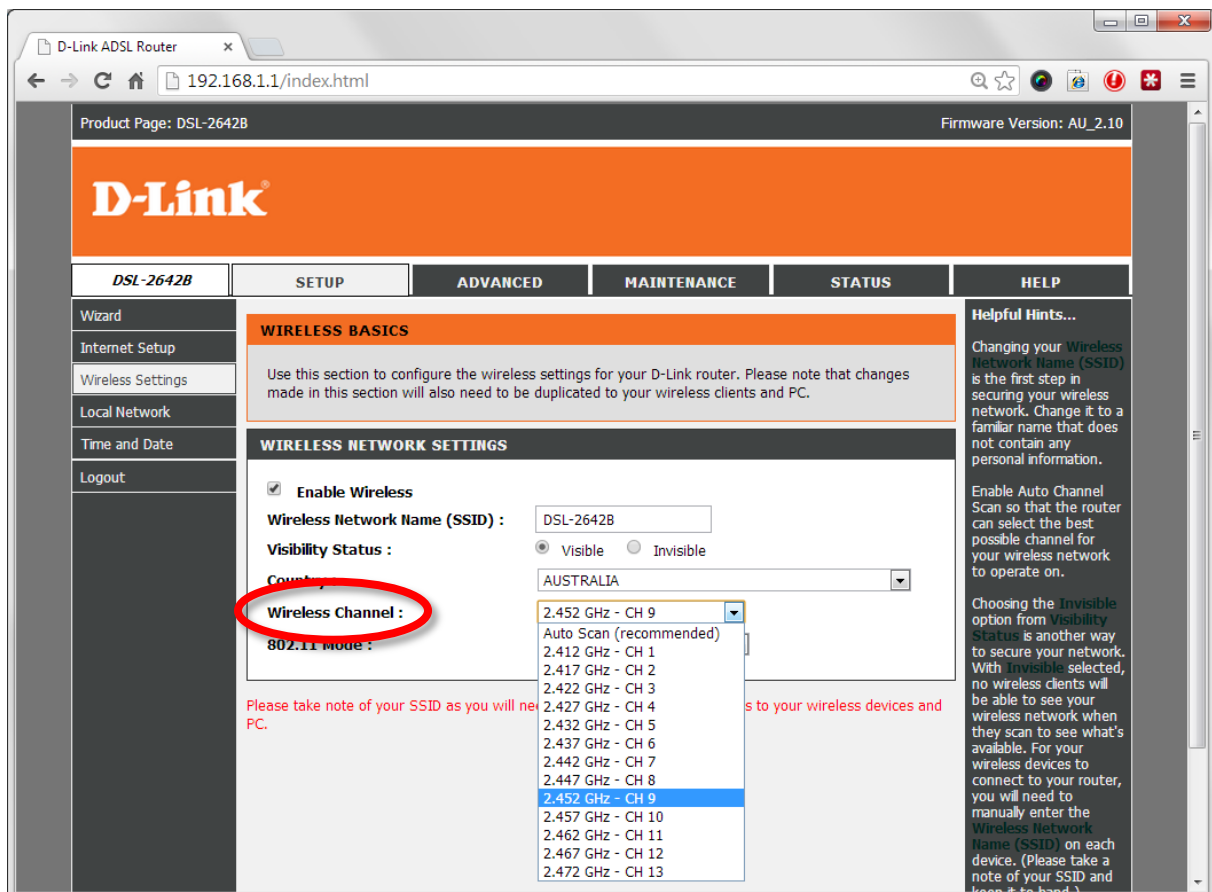 D-Link ADSL Router
192.168.1.1/index.html
Product Page: DSL-2642B
Firmware Version: AU_2.10
D-Link
DSL-2642B
SETUP
ADVANCED
MAINTENANCE
STATUS
HELP
Wizard
Internet Setup
Wireless Settings
Local Network
Time and Date
Logout
WIRELESS BASICS
Use this section to configure the wireless settings for your D-Link router. Please note that changes
made in this section will also need to be duplicated to your wireless clients and PC.
WIRELESS NETWORK SETTINGS
Enable Wireless
Wireless Network Name (SSID) :
DSL-2642B
Visibility Status :
Visible
Invisible
AUSTRALIA
Wireless Channel :
2.452 GHz - CH 9
802.11 Mode :
Auto Scan (recommended)
2.412 GHz - CH 1
2.417 GHz - CH 2
2.422 GHz - CH 3
2.427 GHz - CH 4
2.432 GHz - CH 5
2.437 GHz - CH 6
2.442 GHz - CH 7
2.447 GHz - CH 8
2.452 GHz - CH 9
2.457 GHz - CH 10
2.462 GHz - CH 11
2.467 GHz - CH 12
2.472 GHz - CH 13
Please take note of your SSID as you will to your wireless devices and
PC.
Helpful Hints...
Changing your Wireless
Network Name (SSID)
is the first step in
securing your wireless
network. Change it to a
familiar name that does
not contain any
personal information.
Enable Auto Channel
Scan so that the router
can select the best
possible channel for
your wireless network
to operate on.
Choosing the Invisible
option from Visibility
Status is another way
to secure your network.
With Invisible selected,
no wireless clients will
be able to see your
wireless network when
they scan to see what's
available. For your
wireless devices to
connect to your router,
you will need to
manually enter the
Wireless Network
Name (SSID) on each
device. (Please take a
note of your SSID and
keep it to hand.)